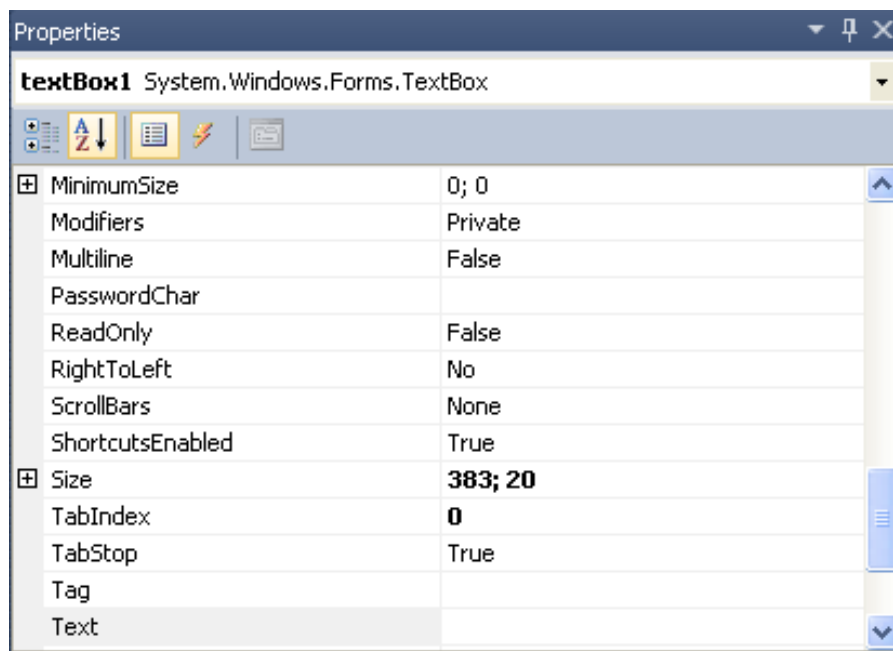 Properties
textBox1 System.Windows.Forms.TextBox
A Z
MinimumSize 0; 0
Modifiers Private
Multiline False
PasswordChar
ReadOnly False
RightToLeft No
ScrollBars None
ShortcutsEnabled True
Size 383; 20
TabIndex 0
TabStop True
Tag
Text